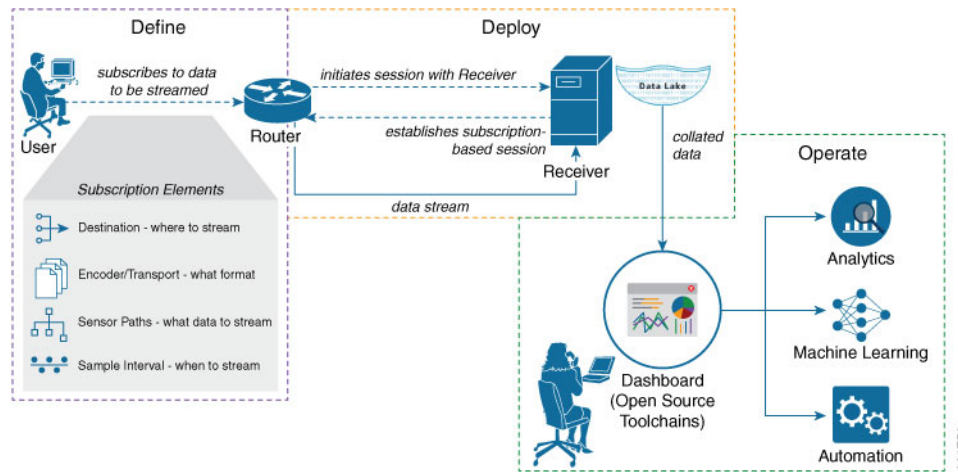 Define
Deploy
subscribes to data
to be streamed
initiates session with Receiver
Data Lake
User
Router
establishes subscription-
based session
Receiver
collated
data
Operate
Subscription Elements
data stream
Destination - where to stream
Encoder/Transport - what format
Sensor Paths - what data to stream
Sample Interval - when to stream
Analytics
Machine Learning
Dashboard
(Open Source
Toolchains)
Automation